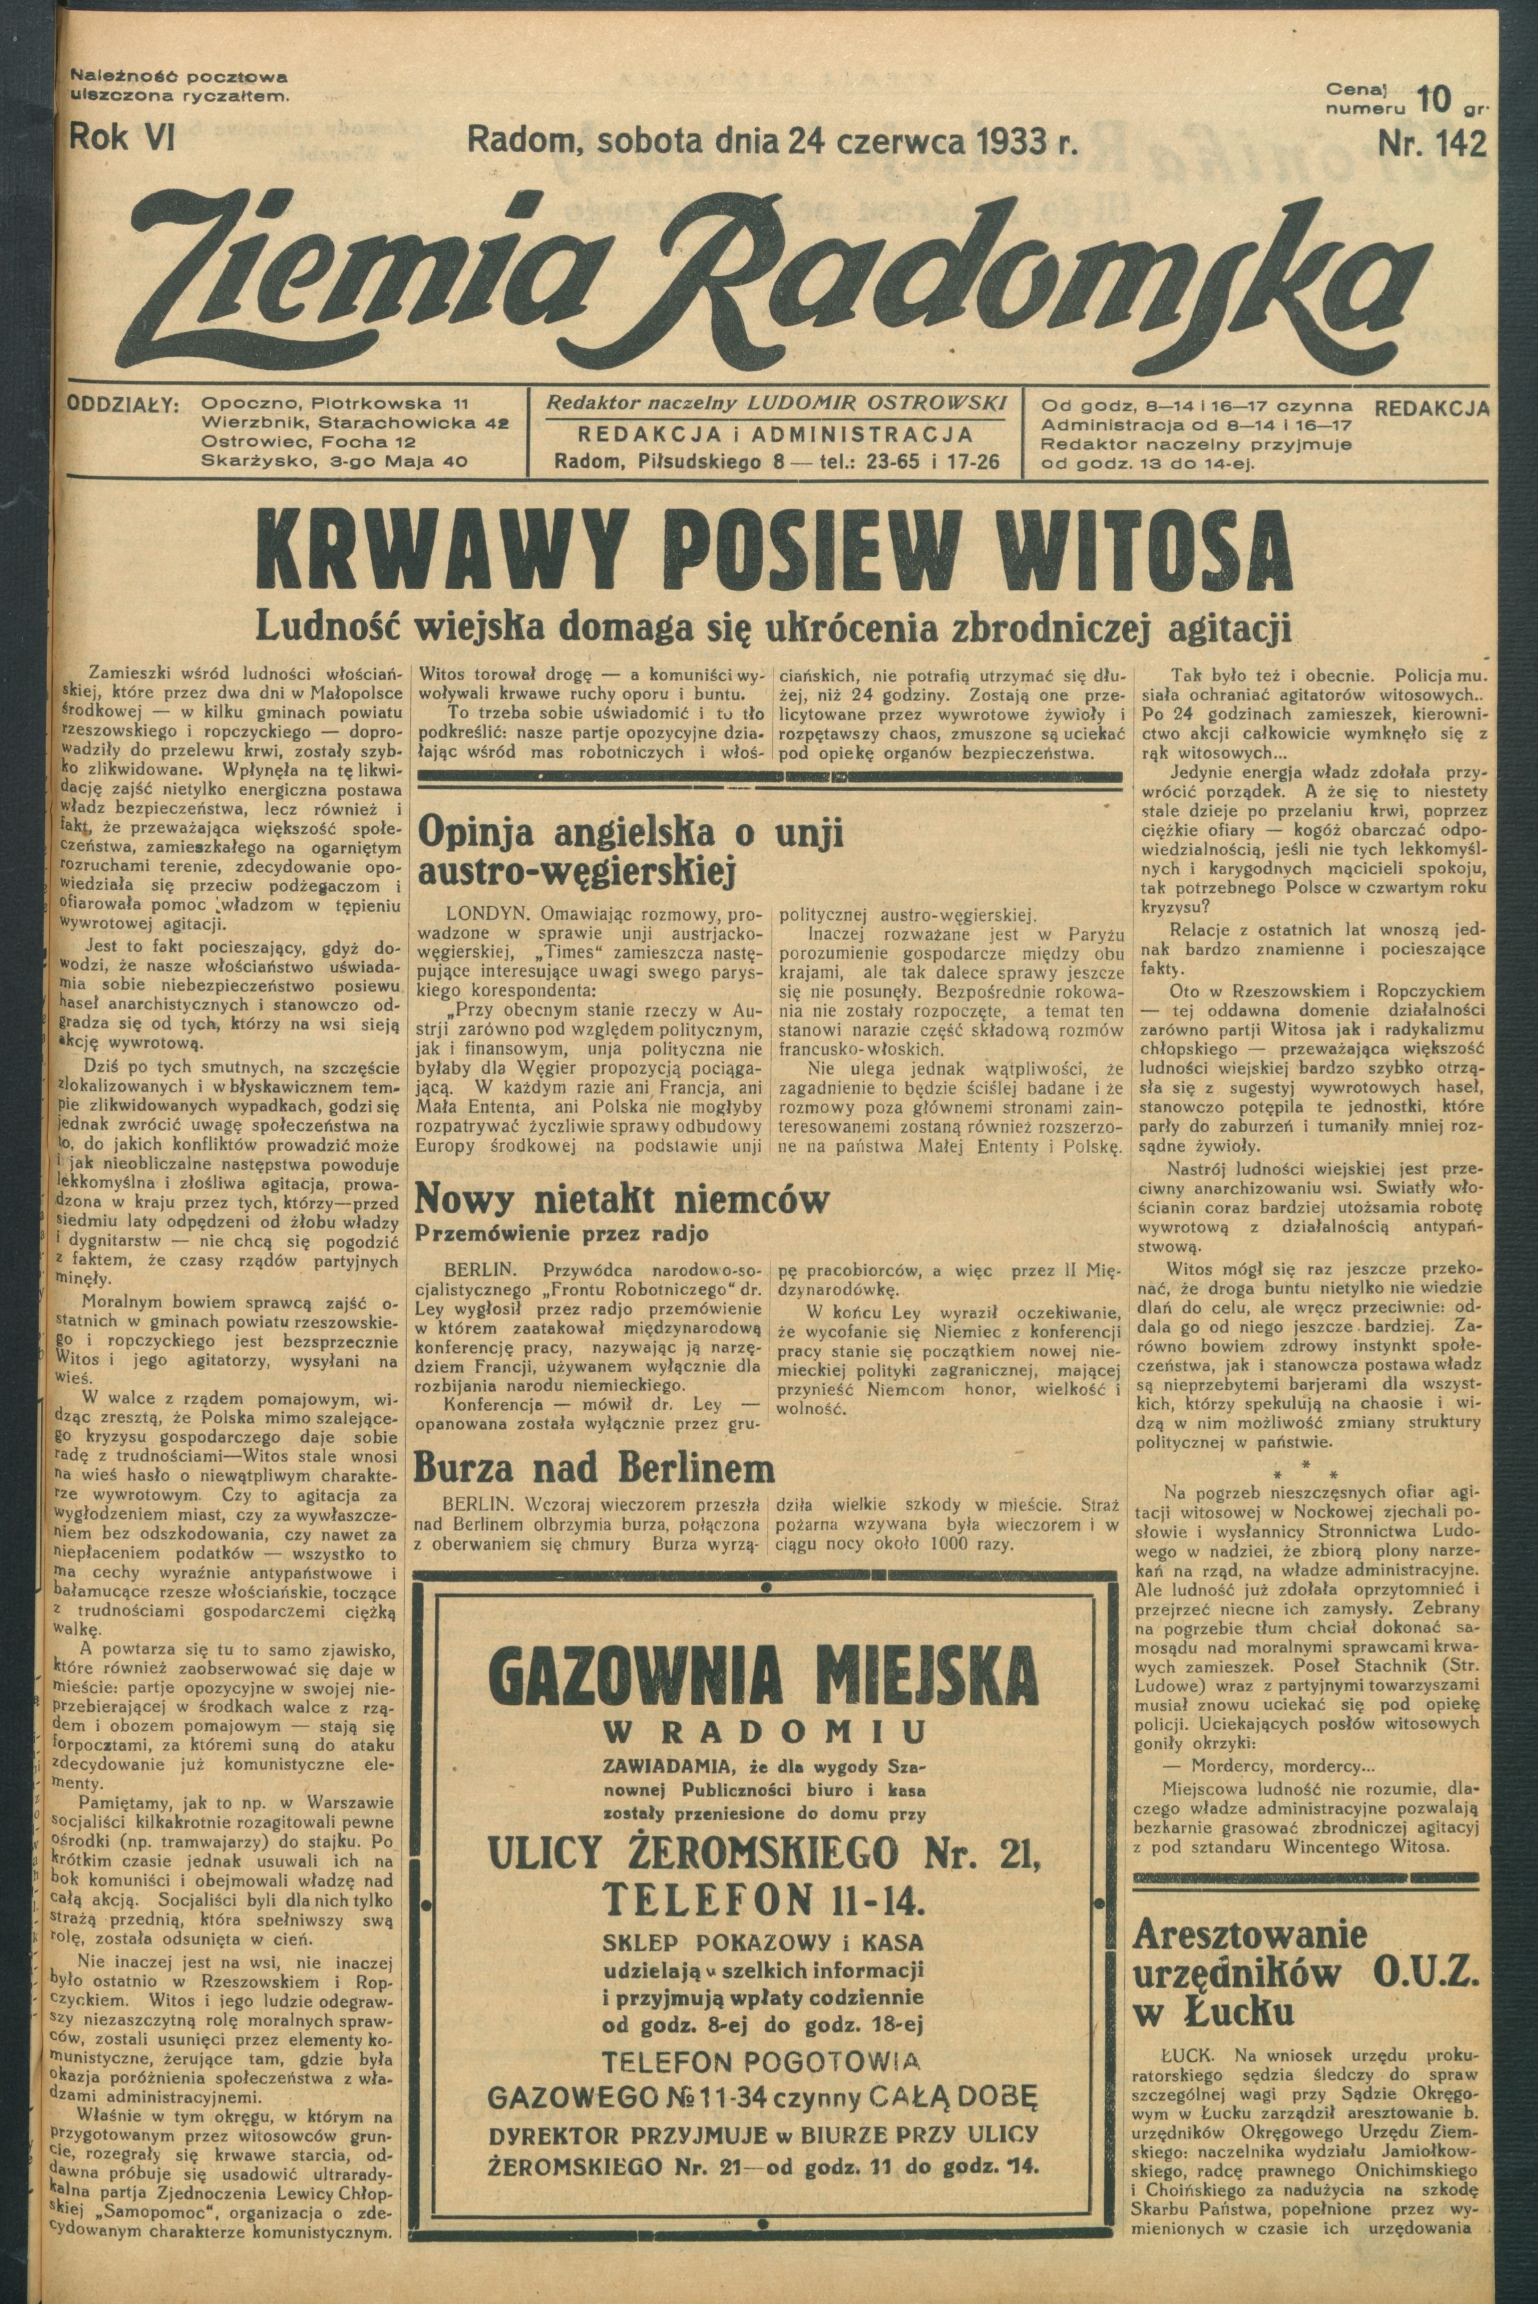 Należność pocztowa
uiszczona ryczałtem.
Cena
numeru 10 gr.
Rok VI
Radom, sobota dnia 24 czerwca 1933 r.
Nr. 142
Ziemia Radomska
ODDZIAŁY:
Opoczno, Piotrkowska 11
Wierzbnik, Starachowicka 42
Ostrowiec, Focha 12
Skarżysko, 3-go Maja 40
Redaktor naczelny LUDOMIR OSTROWSKI
REDAKCJA i ADMINISTRACJA
Radom, Piłsudskiego 8 — tel.: 23-65 i 17-26
Od godz, 8—14 i 16—17 czynna REDAKCJA
Administracja od 8—14 i 16—17
Redaktor naczelny przyjmuje
od godz. 13 do 14-ej.
KRWAWY POSIEW WITOSA
Ludność wiejska domaga się ukrócenia zbrodniczej agitacji
Zamieszki wśród ludności włościań-
skiej, które przez dwa dni w Małopolsce
środkowej — w kilku gminach powiatu
rzeszowskiego i ropczyckiego — dopro-
wadziły do przelewu krwi, zostały szyb-
ko zlikwidowane. Wpłynęła na tę likwi-
dację zajść nietylko energiczna postawa
władz bezpieczeństwa, lecz również i
fakt, że przeważająca większość społe-
czeństwa, zamieszkałego na ogarniętym
rozruchami terenie, zdecydowanie opo-
wiedziała się przeciw podżegaczom i
ofiarowała pomoc władzom w tępieniu
wywrotowej agitacji.
Jest to fakt pocieszający, gdyż do-
wodzi, że nasze włościaństwo uświada-
mia sobie niebezpieczeństwo posiewu
haseł anarchistycznych i stanowczo od-
gradza się od tych, którzy na wsi sieją
akcję wywrotową.
Dziś po tych smutnych, na szczęście
zlokalizowanych i w błyskawicznem tem-
pie zlikwidowanych wypadkach, godzi się
jednak zwrócić uwagę społeczeństwa na
to, do jakich konfliktów prowadzić może
i jak nieobliczalne następstwa powoduje
lekkomyślna i złośliwa agitacja, prowa-
dzona w kraju przez tych, którzy—przed
siedmiu laty odpędzeni od żłobu władzy
i dygnitarstw — nie chcą się pogodzić
z faktem, że czasy rządów partyjnych
minęły.
Moralnym bowiem sprawcą zajść o-
statnich w gminach powiatu rzeszowskie-
go i ropczyckiego jest bezsprzecznie
Witos i jego agitatorzy, wysyłani na
wieś.
W walce z rządem pomajowym, wi-
dząc zresztą, że Polska mimo szalejące-
go kryzysu gospodarczego daje sobie
radę z trudnościami—Witos stale wnosi
na wieś hasło o niewątpliwym charakte-
rze wywrotowym. Czy to agitacja za
wygłodzeniem miast, czy za wywłaszcze-
niem bez odszkodowania, czy nawet za
niepłaceniem podatków — wszystko to
ma cechy wyraźnie antypaństwowe i
bałamucące rzesze włościańskie, toczące
z trudnościami gospodarczemi ciężką
walkę.
A powtarza się tu to samo zjawisko,
które również zaobserwować się daje w
mieście: partje opozycyjne w swojej nie-
przebierającej w środkach walce z rzą-
dem i obozem pomajowym — stają się
forpocztami, za któremi suną do ataku
zdecydowanie już komunistyczne ele-
menty.
Pamiętamy, jak to np. w Warszawie
socjaliści kilkakrotnie rozagitowali pewne
ośrodki (np. tramwajarzy) do stajku. Po
krótkim czasie jednak usuwali ich na
bok komuniści i obejmowali władzę nad
całą akcją. Socjaliści byli dla nich tylko
strażą przednią, która spełniwszy swą
rolę, została odsunięta w cień.
Nie inaczej jest na wsi, nie inaczej
było ostatnio w Rzeszowskiem i Rop-
czyckiem. Witos i jego ludzie odegraw-
szy niezaszczytną rolę moralnych spraw-
ców, zostali usunięci przez elementy ko-
munistyczne, żerujące tam, gdzie była
okazja poróżnienia społeczeństwa z wła-
dzami administracyjnemi.
Właśnie w tym okręgu, w którym na
przygotowanym przez witosowców grun-
cie, rozegrały się krwawe starcia, od-
dawna próbuje się usadowić ultrarady-
kalna partja Zjednoczenia Lewicy Chłop-
skiej „Samopomoc“, organizacja o zde-
cydowanym charakterze komunistycznym.
Witos torował drogę — a komuniści wy-
woływali krwawe ruchy oporu i buntu.
To trzeba sobie uświadomić i to tło
podkreślić: nasze partje opozycyjne dzia-
łając wśród mas robotniczych i włoś-
ciańskich, nie potrafią utrzymać się dłu-
żej, niż 24 godziny. Zostają one prze-
licytowane przez wywrotowe żywioły i
rozpętawszy chaos, zmuszone są uciekać
pod opiekę organów bezpieczeństwa.
Tak było też i obecnie. Policja mu.
siała ochraniać agitatorów witosowych..
Po 24 godzinach zamieszek, kierowni-
ctwo akcji całkowicie wymknęło się z
rąk witosowych...
Jedynie energja władz zdołała przy-
wrócić porządek. A że się to niestety
stale dzieje po przelaniu krwi, poprzez
ciężkie ofiary — kogóż obarczać odpo-
wiedzialnością, jeśli nie tych lekkomyśl-
nych i karygodnych mącicieli spokoju,
tak potrzebnego Polsce w czwartym roku
kryzysu?
Relacje z ostatnich lat wnoszą jed-
nak bardzo znamienne i pocieszające
fakty.
Oto w Rzeszowskiem i Ropczyckiem
— tej oddawna domenie działalności
zarówno partji Witosa jak i radykalizmu
chłopskiego — przeważająca większość
ludności wiejskiej bardzo szybko otrzą-
sła się z sugestyj wywrotowych haseł,
stanowczo potępiła te jednostki, które
parły do zaburzeń i tumaniły mniej roz-
sądne żywioły.
Nastrój ludności wiejskiej jest prze-
ciwny anarchizowaniu wsi. Swiatły wło-
ścianin coraz bardziej utożsamia robotę
wywrotową z działalnością antypań-
stwową.
Witos mógł się raz jeszcze przeko-
nać, że droga buntu nietylko nie wiedzie
dlań do celu, ale wręcz przeciwnie: od-
dala go od niego jeszcze bardziej. Za-
równo bowiem zdrowy instynkt społe-
czeństwa, jak i stanowcza postawa władz
są nieprzebytemi barjerami dla wszyst-
kich, którzy spekulują na chaosie i wi-
dzą w nim możliwość zmiany struktury
politycznej w państwie.
* * *
Na pogrzeb nieszczęsnych ofiar agi-
tacji witosowej w Nockowej zjechali po-
słowie i wysłannicy Stronnictwa Ludo-
wego w nadziei, że zbiorą plony narze-
kań na rząd, na władze administracyjne.
Ale ludność już zdołała oprzytomnieć i
przejrzeć niecne ich zamysły. Zebrany
na pogrzebie tłum chciał dokonać sa-
mosądu nad moralnymi sprawcami krwa-
wych zamieszek. Poseł Stachnik (Str.
Ludowe) wraz z partyjnymi towarzyszami
musiał znowu uciekać się pod opiekę
policji. Uciekających posłów witosowych
goniły okrzyki:
— Mordercy, mordercy...
Miejscowa ludność nie rozumie, dla-
czego władze administracyjne pozwalają
bezkarnie grasować zbrodniczej agitacyj
z pod sztandaru Wincentego Witosa.
Opinja angielska o unji
austro-węgierskiej
LONDYN. Omawiając rozmowy, pro-
wadzone w sprawie unji austrjacko-
węgierskiej, „Times“ zamieszcza nastę-
pujące interesujące uwagi swego parys-
kiego korespondenta:
„Przy obecnym stanie rzeczy w Au-
strji zarówno pod względem politycznym,
jak i finansowym, unja polityczna nie
byłaby dla Węgier propozycją pociąga-
jącą. W każdym razie ani Francja, ani
Mała Ententa, ani Polska nie mogłyby
rozpatrywać życzliwie sprawy odbudowy
Europy środkowej na podstawie unji
politycznej austro-węgierskiej.
Inaczej rozważane jest w Paryżu
porozumienie gospodarcze między obu
krajami, ale tak dalece sprawy jeszcze
się nie posunęły. Bezpośrednie rokowa-
nia nie zostały rozpoczęte, a temat ten
stanowi narazie część składową rozmów
francusko-włoskich.
Nie ulega jednak wątpliwości, że
zagadnienie to będzie ściślej badane i że
rozmowy poza głównemi stronami zain-
teresowanemi zostaną również rozszerzo-
ne na państwa Małej Ententy i Polskę.
Nowy nietakt niemców
Przemówienie przez radjo
BERLIN. Przywódca narodowo-so-
cjalistycznego „Frontu Robotniczego“ dr.
Ley wygłosił przez radjo przemówienie
w którem zaatakował międzynarodową
konferencję pracy, nazywając ją narzę-
dziem Francji, używanem wyłącznie dla
rozbijania narodu niemieckiego.
Konferencja — mówił dr. Ley —
opanowana została wyłącznie przez gru-
pę pracobiorców, a więc przez II Mię-
dzynarodówkę.
W końcu Ley wyraził oczekiwanie,
że wycofanie się Niemiec z konferencji
pracy stanie się początkiem nowej nie-
mieckiej polityki zagranicznej, mającej
przynieść Niemcom honor, wielkość i
wolność.
Burza nad Berlinem
BERLIN. Wczoraj wieczorem przeszła
nad Berlinem olbrzymia burza, połączona
z oberwaniem się chmury Burza wyrzą-
dziła wielkie szkody w mieście. Straż
pożarna wzywana była wieczorem i w
ciągu nocy około 1000 razy.
GAZOWNIA MIEJSKA
W RADOMIU
ZAWIADAMIA, że dla wygody Sza-
nownej Publiczności biuro i kasa
zostały przeniesione do domu przy
ULICY ŻEROMSKIEGO Nr. 21,
TELEFON 11-14.
SKLEP POKAZOWY i KASA
udzielają wszelkich informacji
i przyjmują wpłaty codziennie
od godz. 8-ej do godz. 18-ej
TELEFON POGOTOWIA
GAZOWEGO № 11-34 czynny CAŁĄ DOBĘ
DYREKTOR PRZYJMUJE w BIURZE PRZY ULICY
ŻEROMSKIEGO Nr. 21—od godz. 11 do godz. 14.
Aresztowanie
urzędników O.U.Z.
w Łucku
ŁUCK. Na wniosek urzędu proku-
ratorskiego sędzia śledczy do spraw
szczególnej wagi przy Sądzie Okręgo-
wym w Łucku zarządził aresztowanie b.
urzędników Okręgowego Urzędu Ziem-
skiego: naczelnika wydziału Jamiołkow-
skiego, radcę prawnego Onichimskiego
i Choińskiego za nadużycia na szkodę
Skarbu Państwa, popełnione przez wy-
mienionych w czasie ich urzędowania